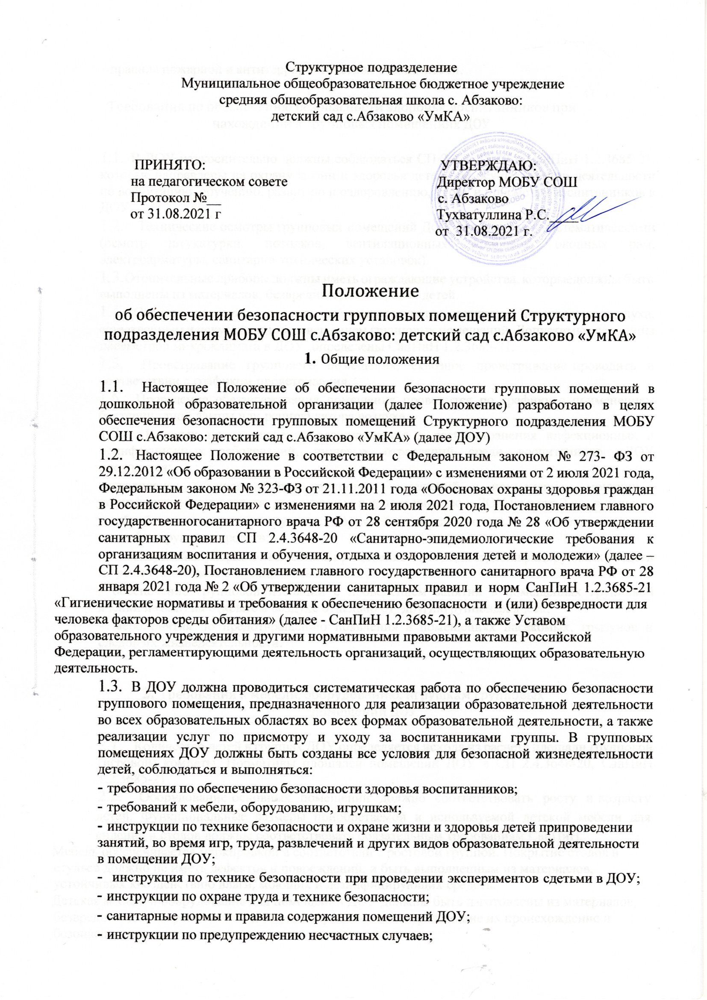 Структурное подразделение
Муниципальное общеобразовательное бюджетное учреждение
средняя общеобразовательная школа с. Абзаково:
детский сад с.Абзаково «УмКА»
ПРИНЯТО:
на педагогическом совете
Протокол №__
от 31.08.2021 г
УТВЕРЖДАЮ:
Директор МОБУ СОШ
с. Абзаково
Тухватуллина Р.С.____
от 31.08.2021 г.
Положение
об обеспечении безопасности групповых помещений Структурного
подразделения МОБУ СОШ с.Абзаково: детский сад с.Абзаково «УмКА»
1. Общие положения
1.1. Настоящее Положение об обеспечении безопасности групповых помещений в
дошкольной образовательной организации (далее Положение) разработано в целях
обеспечения безопасности групповых помещений Структурного подразделения МОБУ
СОШ с.Абзаково: детский сад с.Абзаково «УмКА» (далее ДОУ)
1.2. Настоящее Положение в соответствии с Федеральным законом № 273- ФЗ от
29.12.2012 «Об образовании в Российской Федерации» с изменениями от 2 июля 2021 года,
Федеральным законом № 323-ФЗ от 21.11.2011 года «Обосновах охраны здоровья граждан
в Российской Федерации» с изменениями на 2 июля 2021 года, Постановлением главного
государственногосанитарного врача РФ от 28 сентября 2020 года № 28 «Об утверждении
санитарных правил СП 2.4.3648-20 «Санитарно-эпидемиологические требования к
организациям воспитания и обучения, отдыха и оздоровления детей и молодежи» (далее –
СП 2.4.3648-20), Постановлением главного государственного санитарного врача РФ от 28
января 2021 года № 2 «Об утверждении санитарных правил и норм СанПиН 1.2.3685-21
«Гигиенические нормативы и требования к обеспечению безопасности и (или) безвредности для
человека факторов среды обитания» (далее - СанПиН 1.2.3685-21), а также Уставом
образовательного учреждения и другими нормативными правовыми актами Российской
Федерации, регламентирующими деятельность организаций, осуществляющих образовательную
деятельность.
1.3. В ДОУ должна проводиться систематическая работа по обеспечению безопасности
группового помещения, предназначенного для реализации образовательной деятельности
во всех образовательных областях во всех формах образовательной деятельности, а также
реализации услуг по присмотру и уходу за воспитанниками группы. В групповых
помещениях ДОУ должны быть созданы все условия для безопасной жизнедеятельности
детей, соблюдаться и выполняться:
- требования по обеспечению безопасности здоровья воспитанников;
- требований к мебели, оборудованию, игрушкам;
- инструкции по технике безопасности и охране жизни и здоровья детей припроведении
занятий, во время игр, труда, развлечений и других видов образовательной деятельности
в помещении ДОУ;
- инструкция по технике безопасности при проведении экспериментов сдетьми в ДОУ;
- инструкции по охране труда и технике безопасности;
- санитарные нормы и правила содержания помещений ДОУ;
- инструкции по предупреждению несчастных случаев;